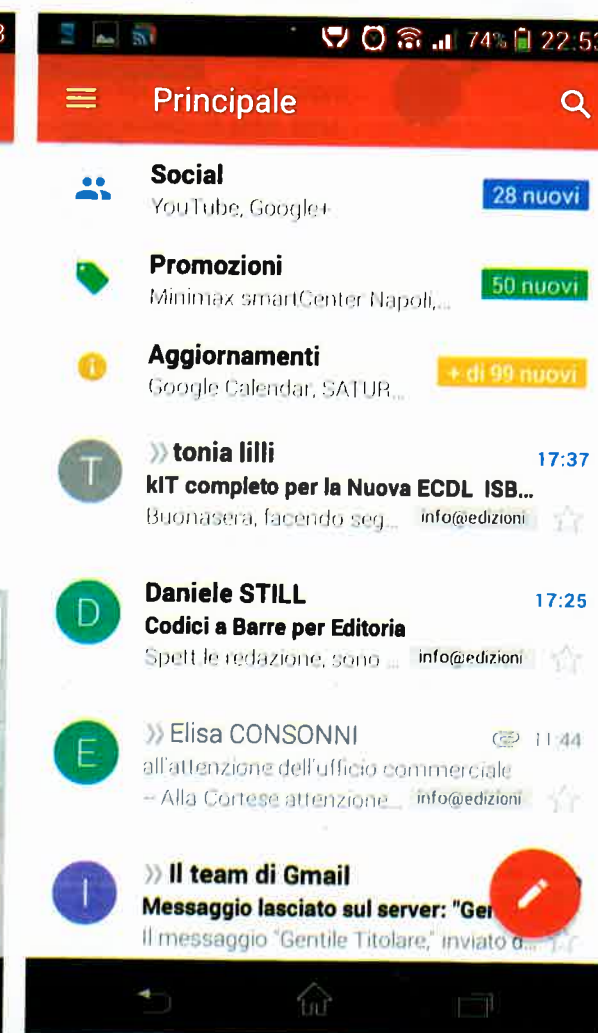 3
74% 22:53
Principale
Social
28 nuovi
YouTube, Google+
Promozioni
50 nuovi
Minimax smartCenter Napoli,...
Aggiornamenti
+ di 99 nuovi
Google Calendar, SATUR...
T
» tonia lilli
17:37
kIT completo per la Nuova ECDL ISB...
Buonasera, facendo seg... info@edizioni
D
Daniele STILL
17:25
Codici a Barre per Editoria
Spett.le redazione, sono ... info@edizioni
E
» Elisa CONSONNI
11:44
all'attenzione dell'ufficio commerciale
– Alla Cortese attenzione... info@edizioni
I
» Il team di Gmail
Messaggio lasciato sul server: "Ger
Il messaggio "Gentile Titolare," inviato d...